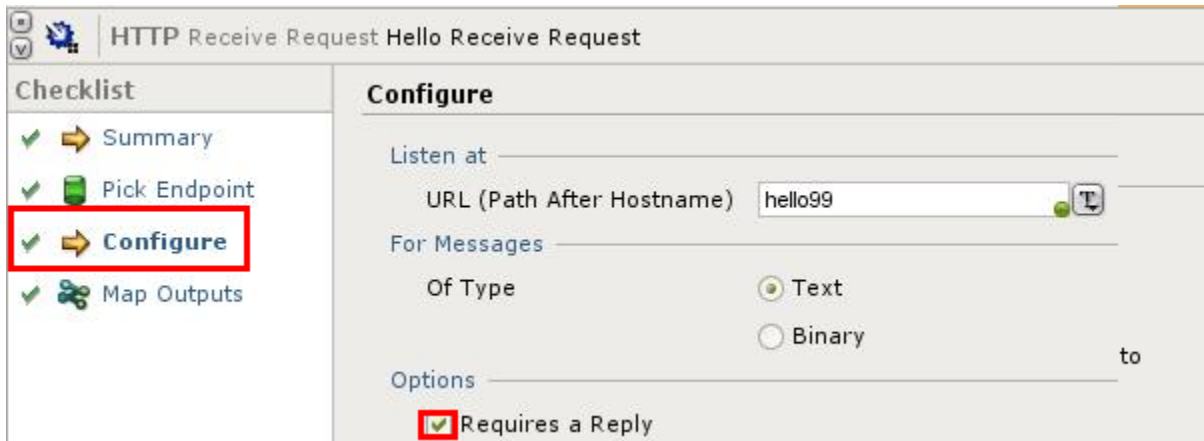 HTTP Receive Request Hello Receive Request
Checklist
Summary
Pick Endpoint
Configure
Map Outputs
Configure
Listen at
URL (Path After Hostname) hello99 T
For Messages
Of Type Text
Binary
to
Options
Requires a Reply